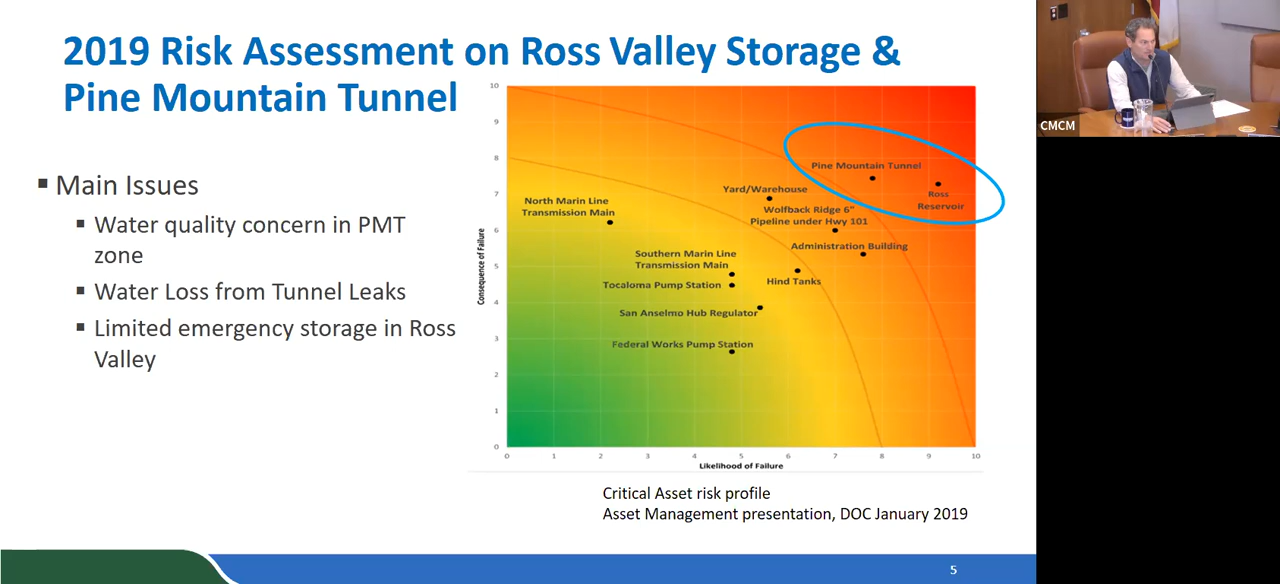 2019 Risk Assessment on Ross Valley Storage &
Pine Mountain Tunnel
▪ Main Issues
▪ Water quality concern in PMT
zone
▪ Water Loss from Tunnel Leaks
▪ Limited emergency storage in Ross
Valley
10
9
8
7
6
5
4
3
2
1
0
Consequence of Failure
Pine Mountain Tunnel
Ross
Reservoir
Yard/Warehouse
North Marin Line
Transmission Main
Wolfback Ridge 6"
Pipeline under Hwy 101
Administration Building
Southern Marin Line
Transmission Main
Hind Tanks
Tocaloma Pump Station
San Anselmo Hub Regulator
Federal Works Pump Station
0 1 2 3 4 5 6 7 8 9 10
Likelihood of Failure
Critical Asset risk profile
Asset Management presentation, DOC January 2019
5
CMCM